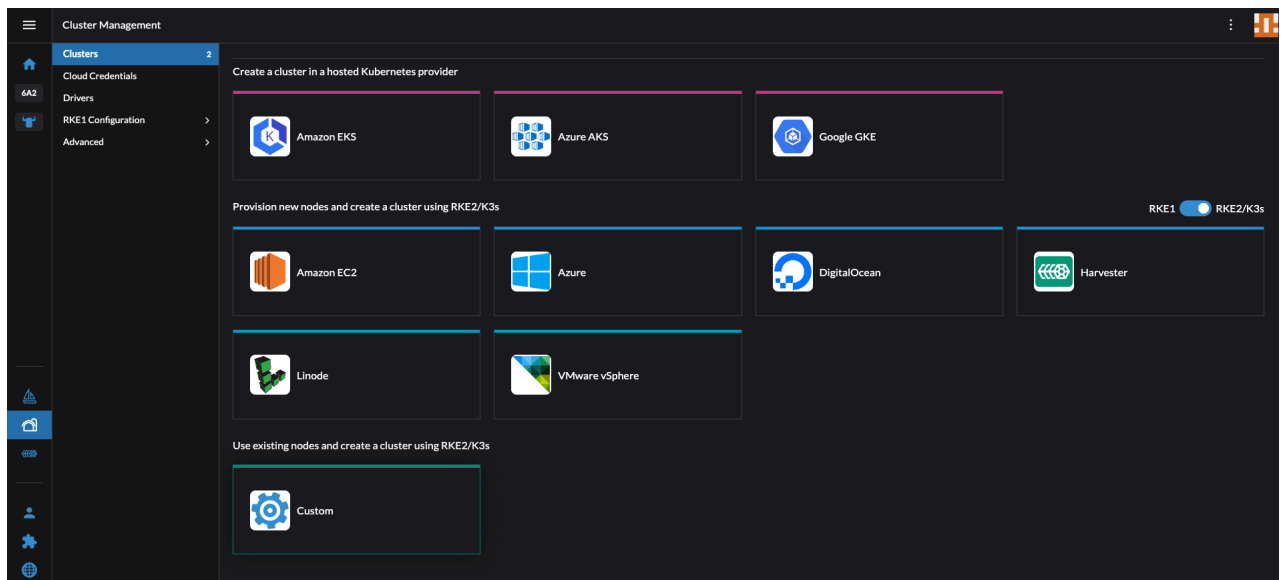 Cluster Management
Clusters 2
Cloud Credentials
Drivers
RKE1 Configuration
Advanced
6A2
Create a cluster in a hosted Kubernetes provider
Amazon EKS
Azure AKS
Google GKE
Provision new nodes and create a cluster using RKE2/K3s
RKE1 RKE2/K3s
Amazon EC2
Azure
DigitalOcean
Harvester
Linode
VMware vSphere
Use existing nodes and create a cluster using RKE2/K3s
Custom